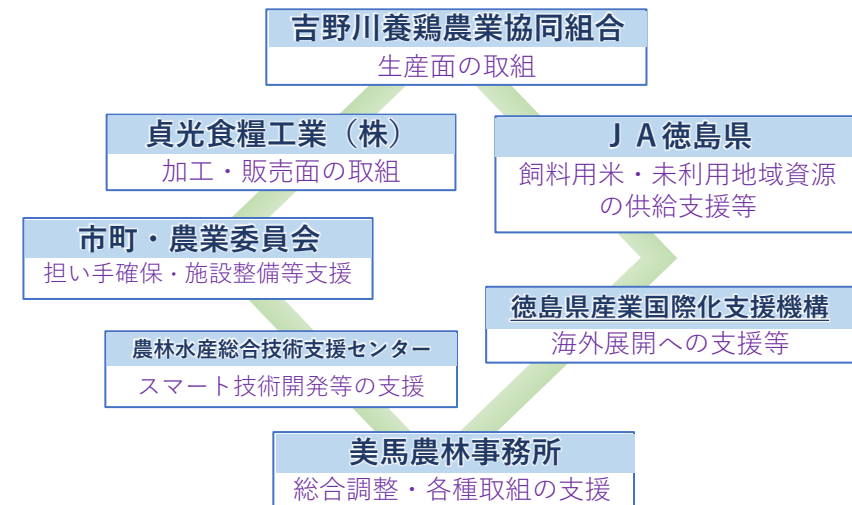 吉野川養鶏農業協同組合
生産面の取組
貞光食糧工業（株）
加工・販売面の取組
ＪＡ徳島県
飼料用米・未利用地域資源
の供給支援等
市町・農業委員会
担い手確保・施設整備等支援
徳島県産業国際化支援機構
海外展開への支援等
農林水産総合技術支援センター
スマート技術開発等の支援
美馬農林事務所
総合調整・各種取組の支援